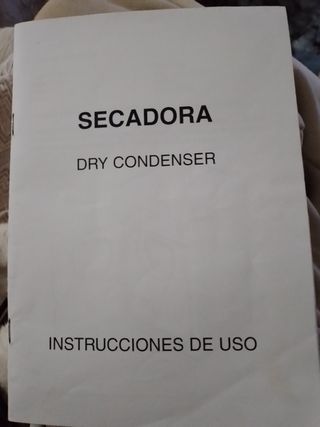 SECADORA
DRY CONDENSER
INSTRUCCIONES DE USO